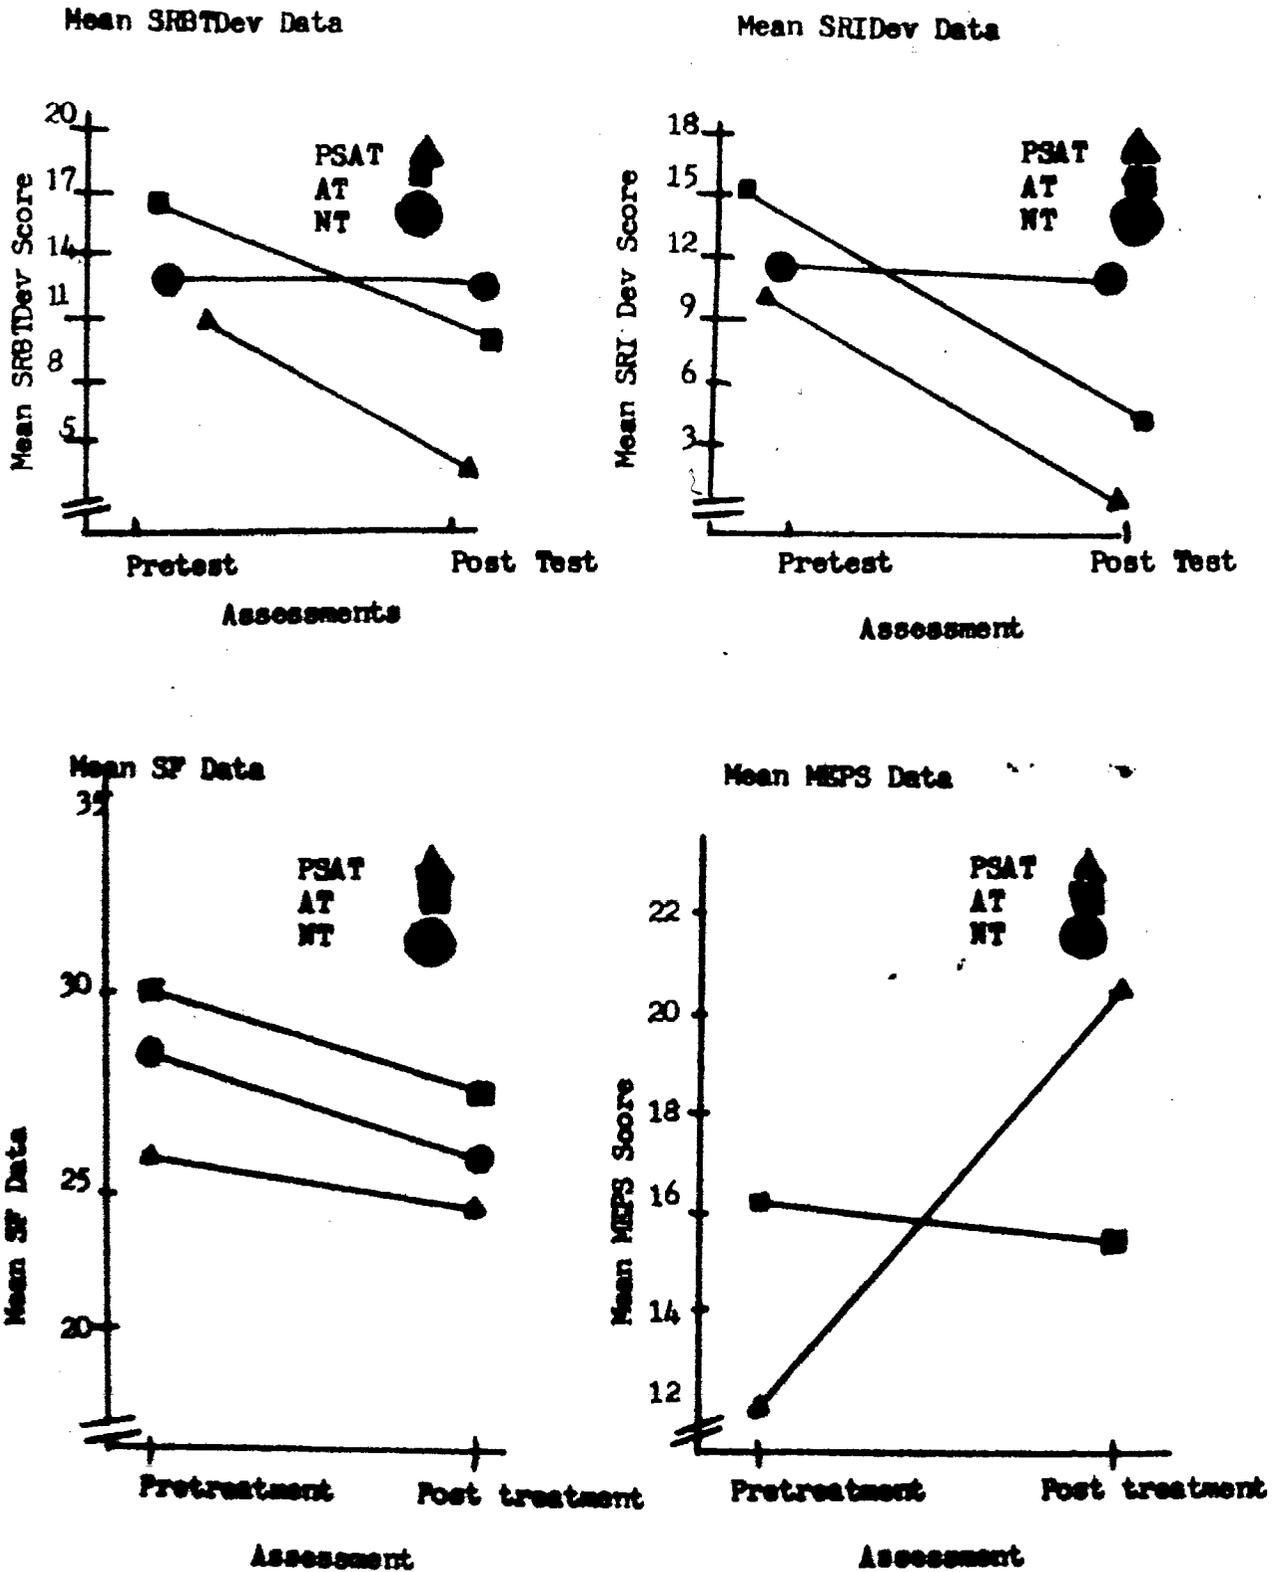 Mean SRBTDev Data
20
17
14
11
8
5
Mean SRBTDev Score
PSAT
AT
NT
Pretest
Post Test
Assessments
Mean SRIDev Data
18
15
12
9
6
3
Mean SRI Dev Score
PSAT
AT
NT
Pretest
Post Test
Assessment
Mean SF Data
35
30
25
20
Mean SF Data
PSAT
AT
NT
Pretreatment
Post treatment
Assessment
Mean MEPS Data
22
20
18
16
14
12
Mean MEPS Score
PSAT
AT
NT
Pretreatment
Post treatment
Assessment